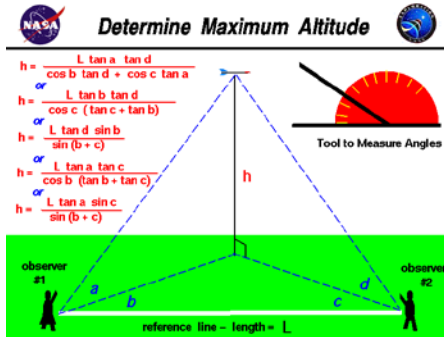 NASA
Determine Maximum Altitude
h = L tan a tan d / cos b tan d + cos c tan a
or
h = L tan b tan d / cos c ( tan c + tan b )
or
h = L tan d sin b / sin (b + c)
or
h = L tan a tan c / cos b (tan b + tan c)
or
h = L tan a sin c / sin (b + c)
Tool to Measure Angles
h
observer
#1
a
b
c
d
observer
#2
reference line – length = L